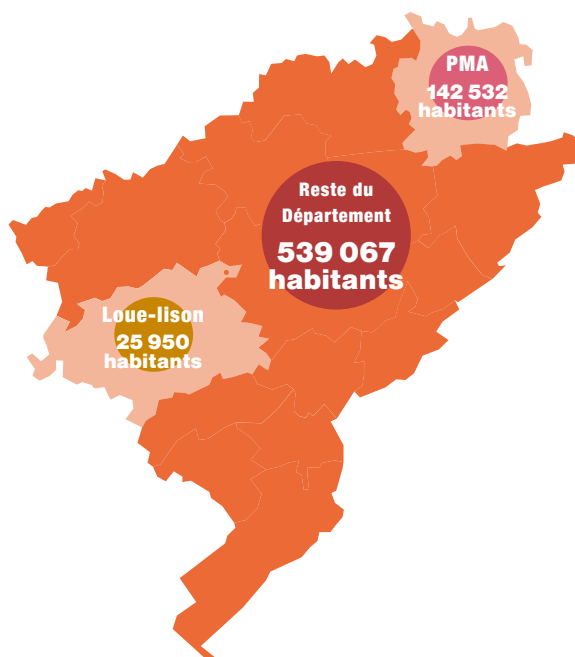 PMA
142 532
habitants
Reste du
Département
539 067
habitants
Loue-lison
25 950
habitants